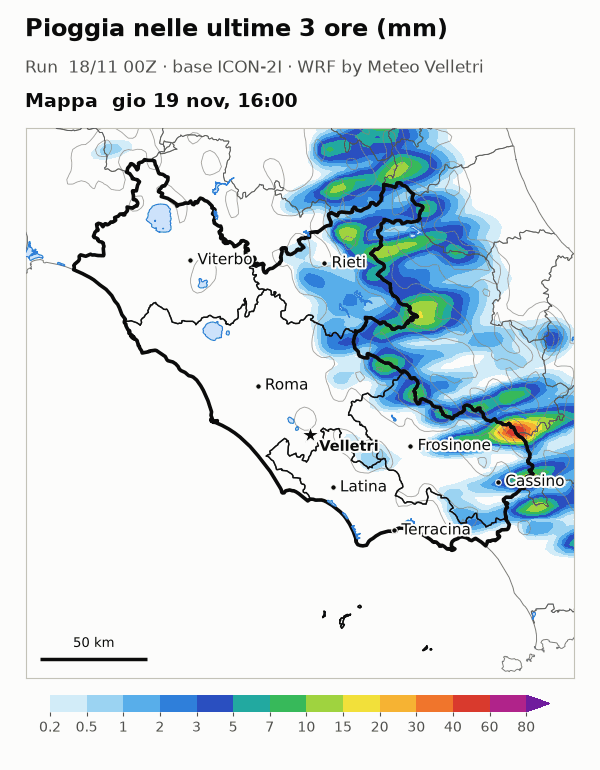 Pioggia nelle ultime 3 ore (mm)
Run  18/11 00Z · base ICON-2I · WRF by Meteo Velletri
Mappa  gio 19 nov, 16:00
Viterbo
Rieti
Roma
Velletri
Frosinone
Latina
Cassino
Terracina
50 km
0.2 0.5 1 2 3 5 7 10 15 20 30 40 60 80